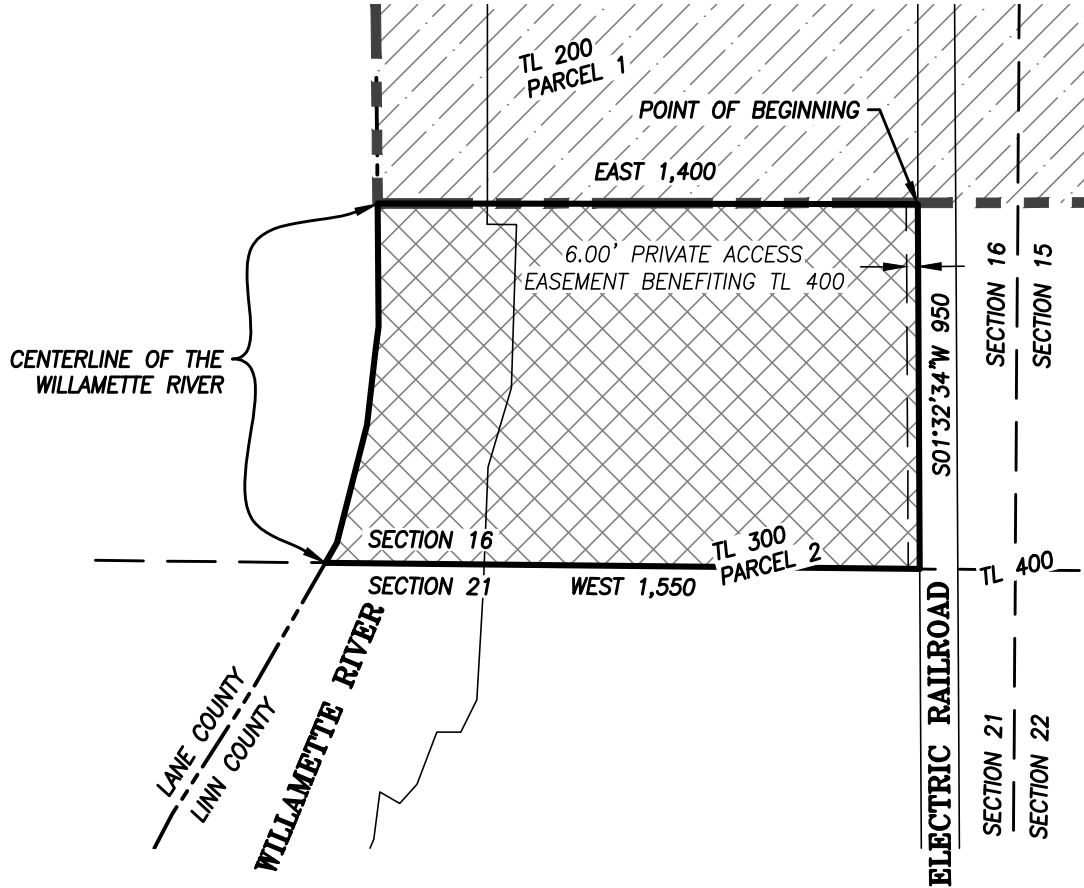 TL 200
PARCEL 1
POINT OF BEGINNING
EAST 1,400
6.00' PRIVATE ACCESS
EASEMENT BENEFITING TL 400
SECTION 16
SECTION 15
CENTERLINE OF THE
WILLAMETTE RIVER
S01°32'34"W 950
SECTION 16
TL 300
PARCEL 2
SECTION 21
WEST 1,550
TL 400
WILLAMETTE RIVER
LANE COUNTY
LINN COUNTY
ELECTRIC RAILROAD
SECTION 21
SECTION 22